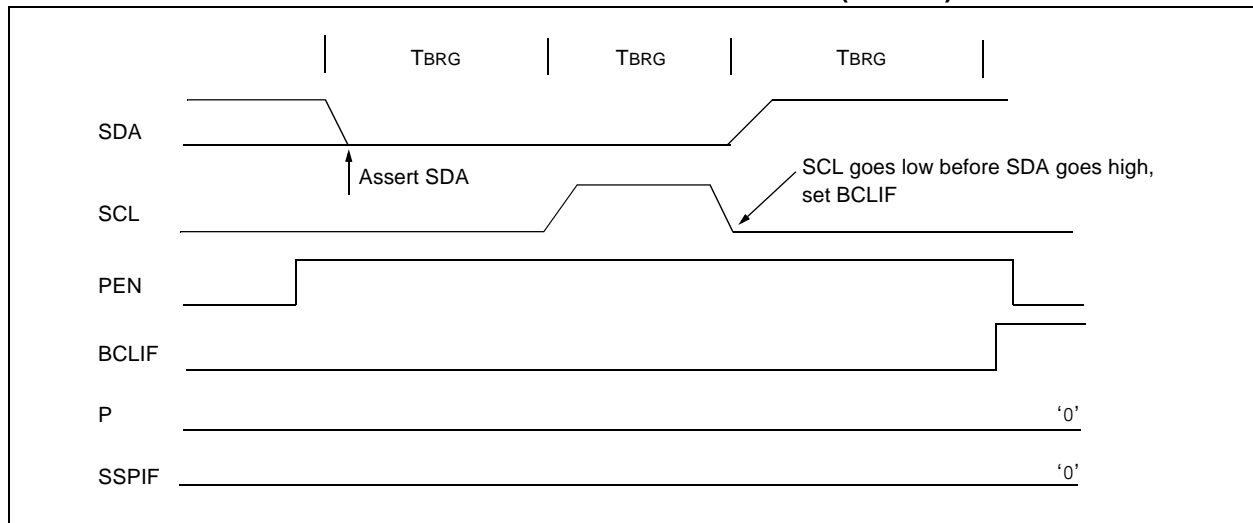 TBRG TBRG TBRG
SDA
Assert SDA
SCL goes low before SDA goes high,
set BCLIF
SCL
PEN
BCLIF
P
‘0’
SSPIF
‘0’